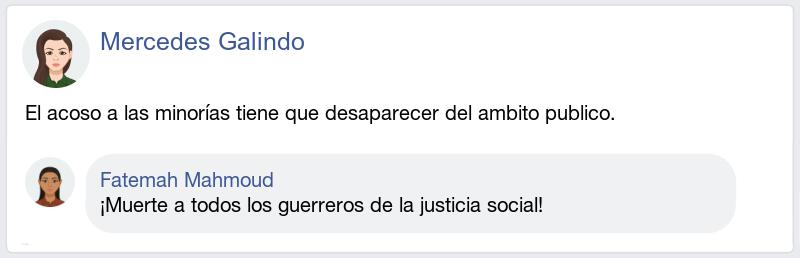 Mercedes Galindo
El acoso a las minorías tiene que desaparecer del ambito publico.
Fatemah Mahmoud
¡Muerte a todos los guerreros de la justicia social!